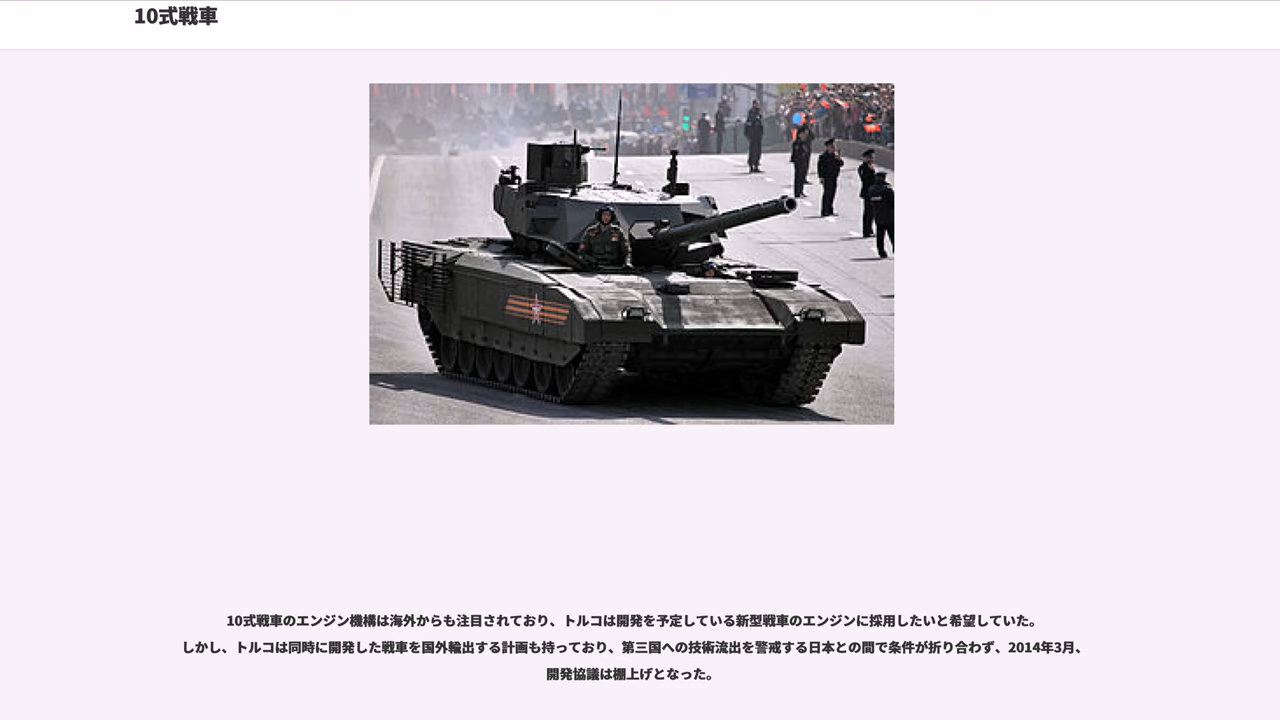 10式戦車
10式戦車のエンジン機構は海外からも注目されており、トルコは開発を予定している新型戦車のエンジンに採用したいと希望していた。
しかし、トルコは同時に開発した戦車を国外輸出する計画も持っており、第三国への技術流出を警戒する日本との間で条件が折り合わず、2014年3月、
開発協議は棚上げとなった。